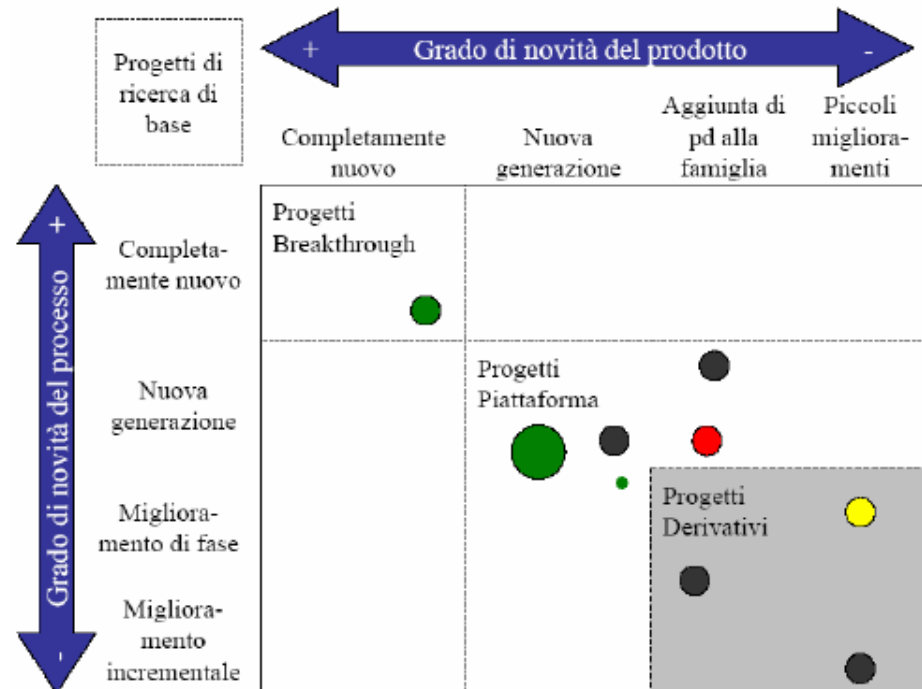 Progetti di
ricerca di
base
+ Grado di novità del prodotto -
Completamente
nuovo
Nuova
generazione
Aggiunta di
pd alla
famiglia
Piccoli
migliora-
menti
+ Grado di novità del processo -
Completa-
mente nuovo
Nuova
generazione
Migliora-
mento di fase
Migliora-
mento
incrementale
Progetti
Breakthrough
Progetti
Piattaforma
Progetti
Derivativi